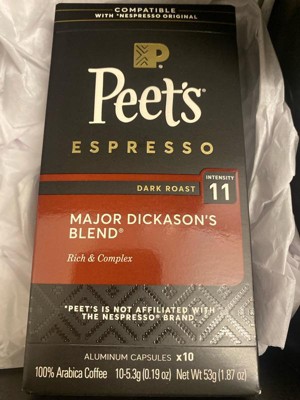 COMPATIBLE
WITH *NESPRESSO ORIGINAL
P
Peet's
ESPRESSO
DARK ROAST
INTENSITY
11
MAJOR DICKASON'S
BLEND®
Rich & Complex
*PEET'S IS NOT AFFILIATED WITH
THE NESPRESSO® BRAND
ALUMINUM CAPSULES x10
100% Arabica Coffee 10-5.3g (0.19 oz) Net Wt 53g (1.87 oz)